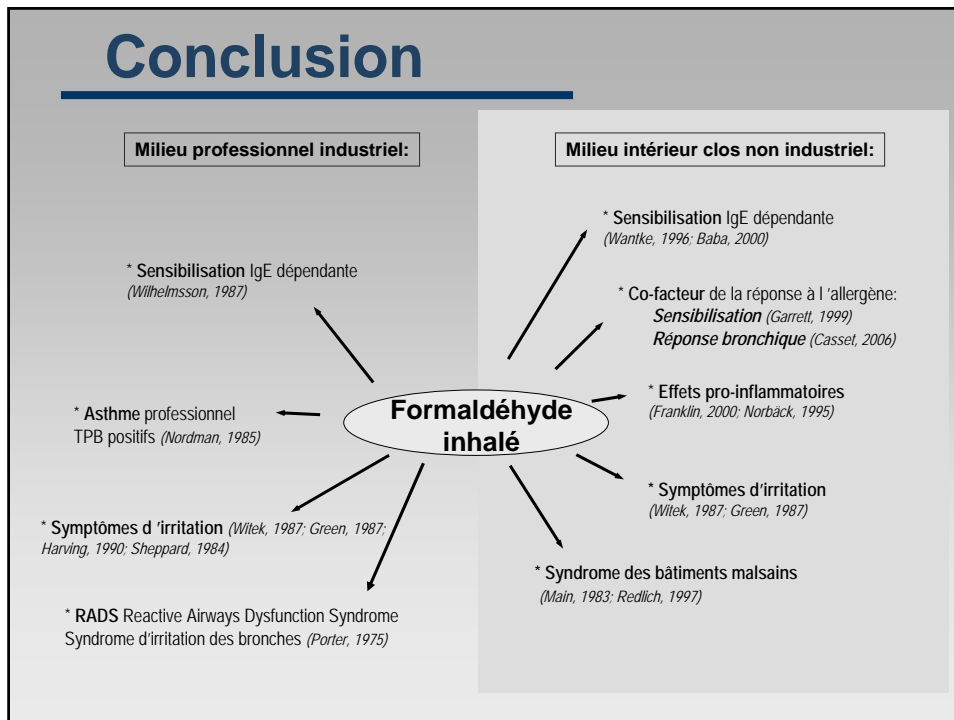 Conclusion
Milieu professionnel industriel:
* Sensibilisation IgE dépendante
(Wilhelmsson, 1987)
* Asthme professionnel
TPB positifs (Nordman, 1985)
* Symptômes d 'irritation (Witek, 1987; Green, 1987;
Harving, 1990; Sheppard, 1984)
* RADS Reactive Airways Dysfunction Syndrome
Syndrome d'irritation des bronches (Porter, 1975)
Formaldéhyde
inhalé
Milieu intérieur clos non industriel:
* Sensibilisation IgE dépendante
(Wantke, 1996; Baba, 2000)
* Co-facteur de la réponse à l 'allergène:
Sensibilisation (Garrett, 1999)
Réponse bronchique (Casset, 2006)
* Effets pro-inflammatoires
(Franklin, 2000; Norbäck, 1995)
* Symptômes d'irritation
(Witek, 1987; Green, 1987)
* Syndrome des bâtiments malsains
(Main, 1983; Redlich, 1997)